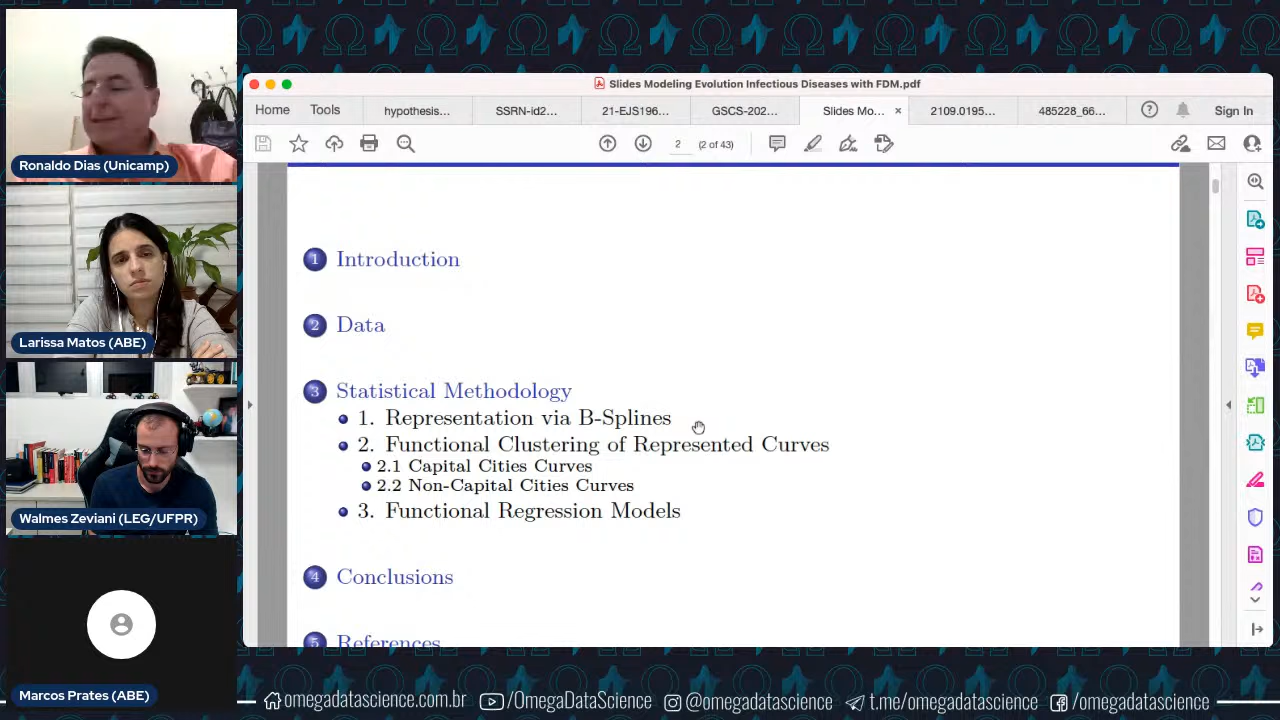 Ronaldo Dias (Unicamp)
Larissa Matos (ABE)
Walmes Zeviani (LEG/UFPR)
Marcos Prates (ABE)
Slides Modeling Evolution Infectious Diseases with FDM.pdf
Home Tools hypothesis... SSRN-id2... 21-EJS196... GSCS-202... Slides Mo... × 2109.0195... 485228_66... Sign In
2 (2 of 43)
1 Introduction
2 Data
3 Statistical Methodology
1. Representation via B-Splines
2. Functional Clustering of Represented Curves
2.1 Capital Cities Curves
2.2 Non-Capital Cities Curves
3. Functional Regression Models
4 Conclusions
5 References
omegadatascience.com.br /OmegaDataScience @omegadatascience t.me/omegadatascience /omegadatascience